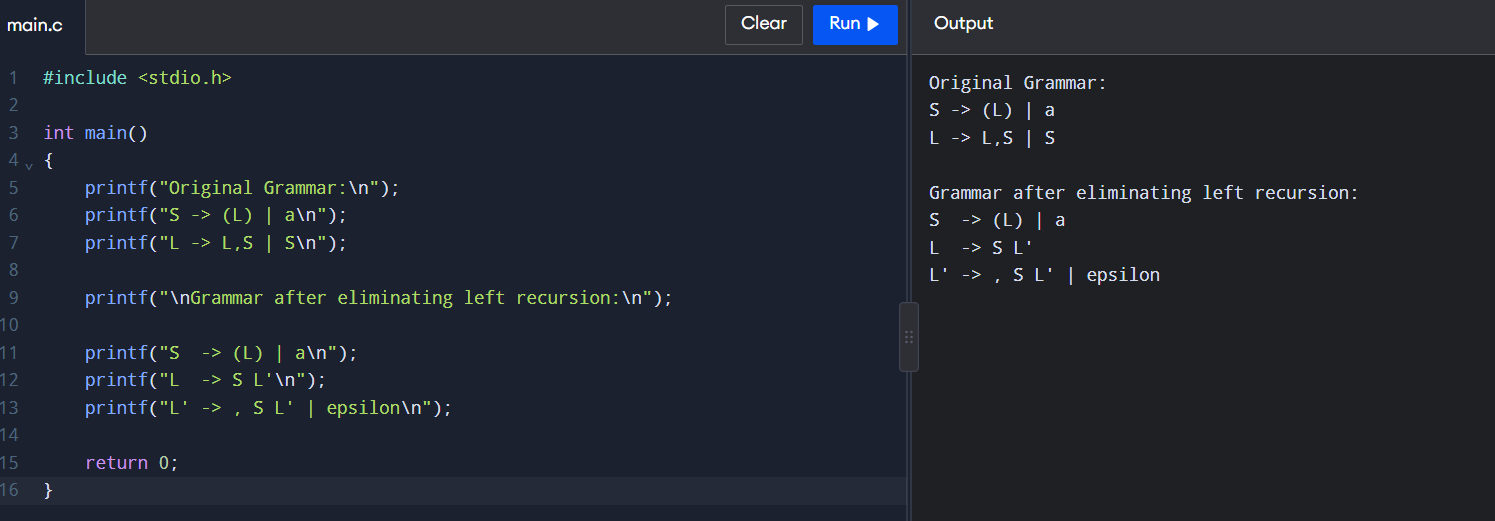 main.c
Clear
Run
Output
1 #include <stdio.h>
2
3 int main()
4 {
5     printf("Original Grammar:\n");
6     printf("S -> (L) | a\n");
7     printf("L -> L,S | S\n");
8
9     printf("\nGrammar after eliminating left recursion:\n");
10
11     printf("S  -> (L) | a\n");
12     printf("L  -> S L'\n");
13     printf("L' -> , S L' | epsilon\n");
14
15     return 0;
16 }
Original Grammar:
S -> (L) | a
L -> L,S | S

Grammar after eliminating left recursion:
S  -> (L) | a
L  -> S L'
L' -> , S L' | epsilon